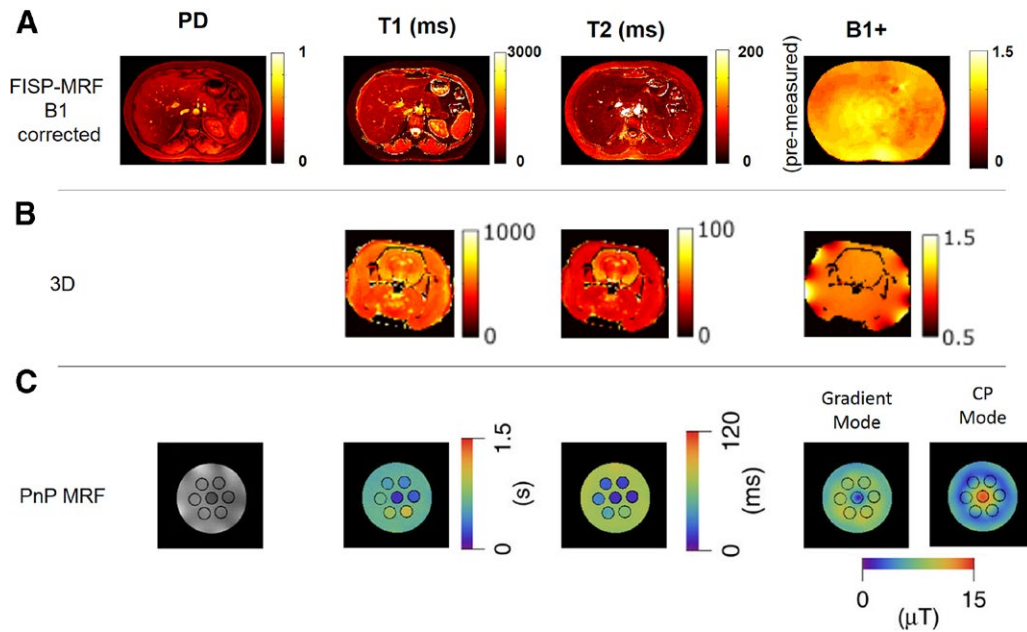 A
PD
T1 (ms)
T2 (ms)
B1+
FISP-MRF
B1
corrected
1
0
3000
0
200
0
(pre-measured)
1.5
0
B
3D
1000
0
100
0
1.5
0.5
C
Gradient
Mode
CP
Mode
PnP MRF
1.5
(s)
0
120
(ms)
0
0
15
(μT)